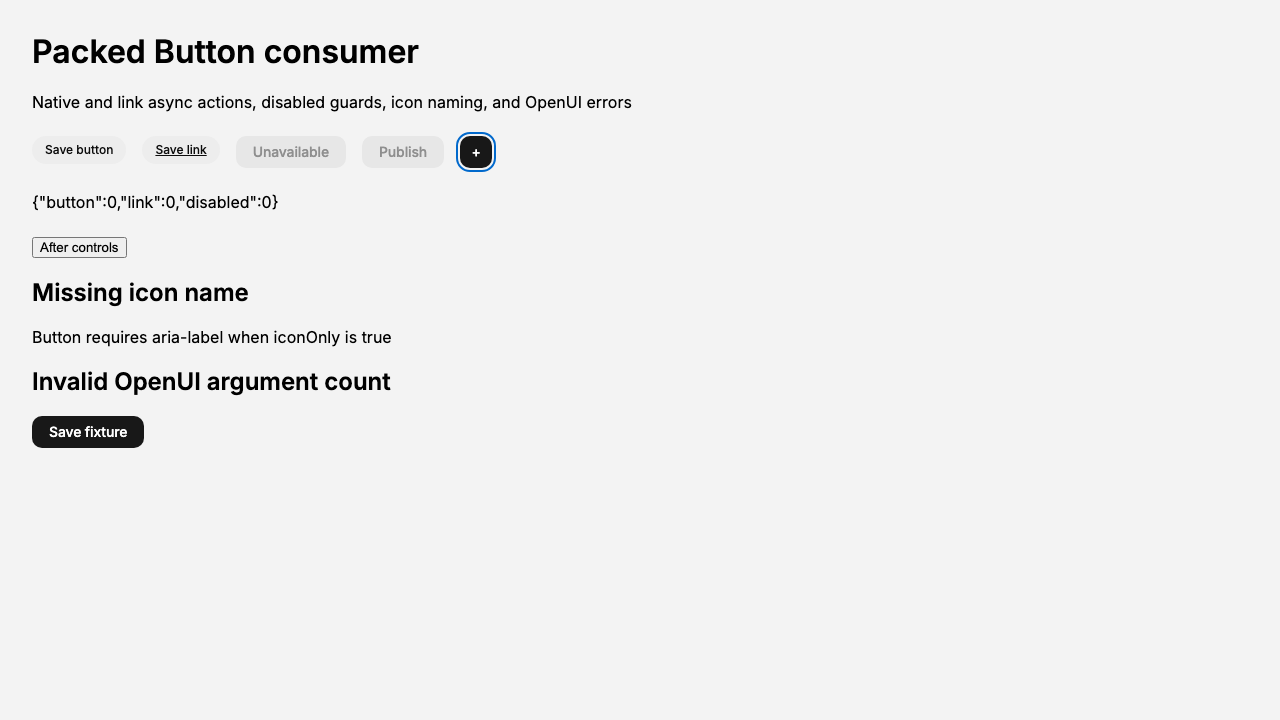 Packed Button consumer
Native and link async actions, disabled guards, icon naming, and OpenUI errors
Save button Save link Unavailable Publish +
{"button":0,"link":0,"disabled":0}
After controls
Missing icon name
Button requires aria-label when iconOnly is true
Invalid OpenUI argument count
Save fixture